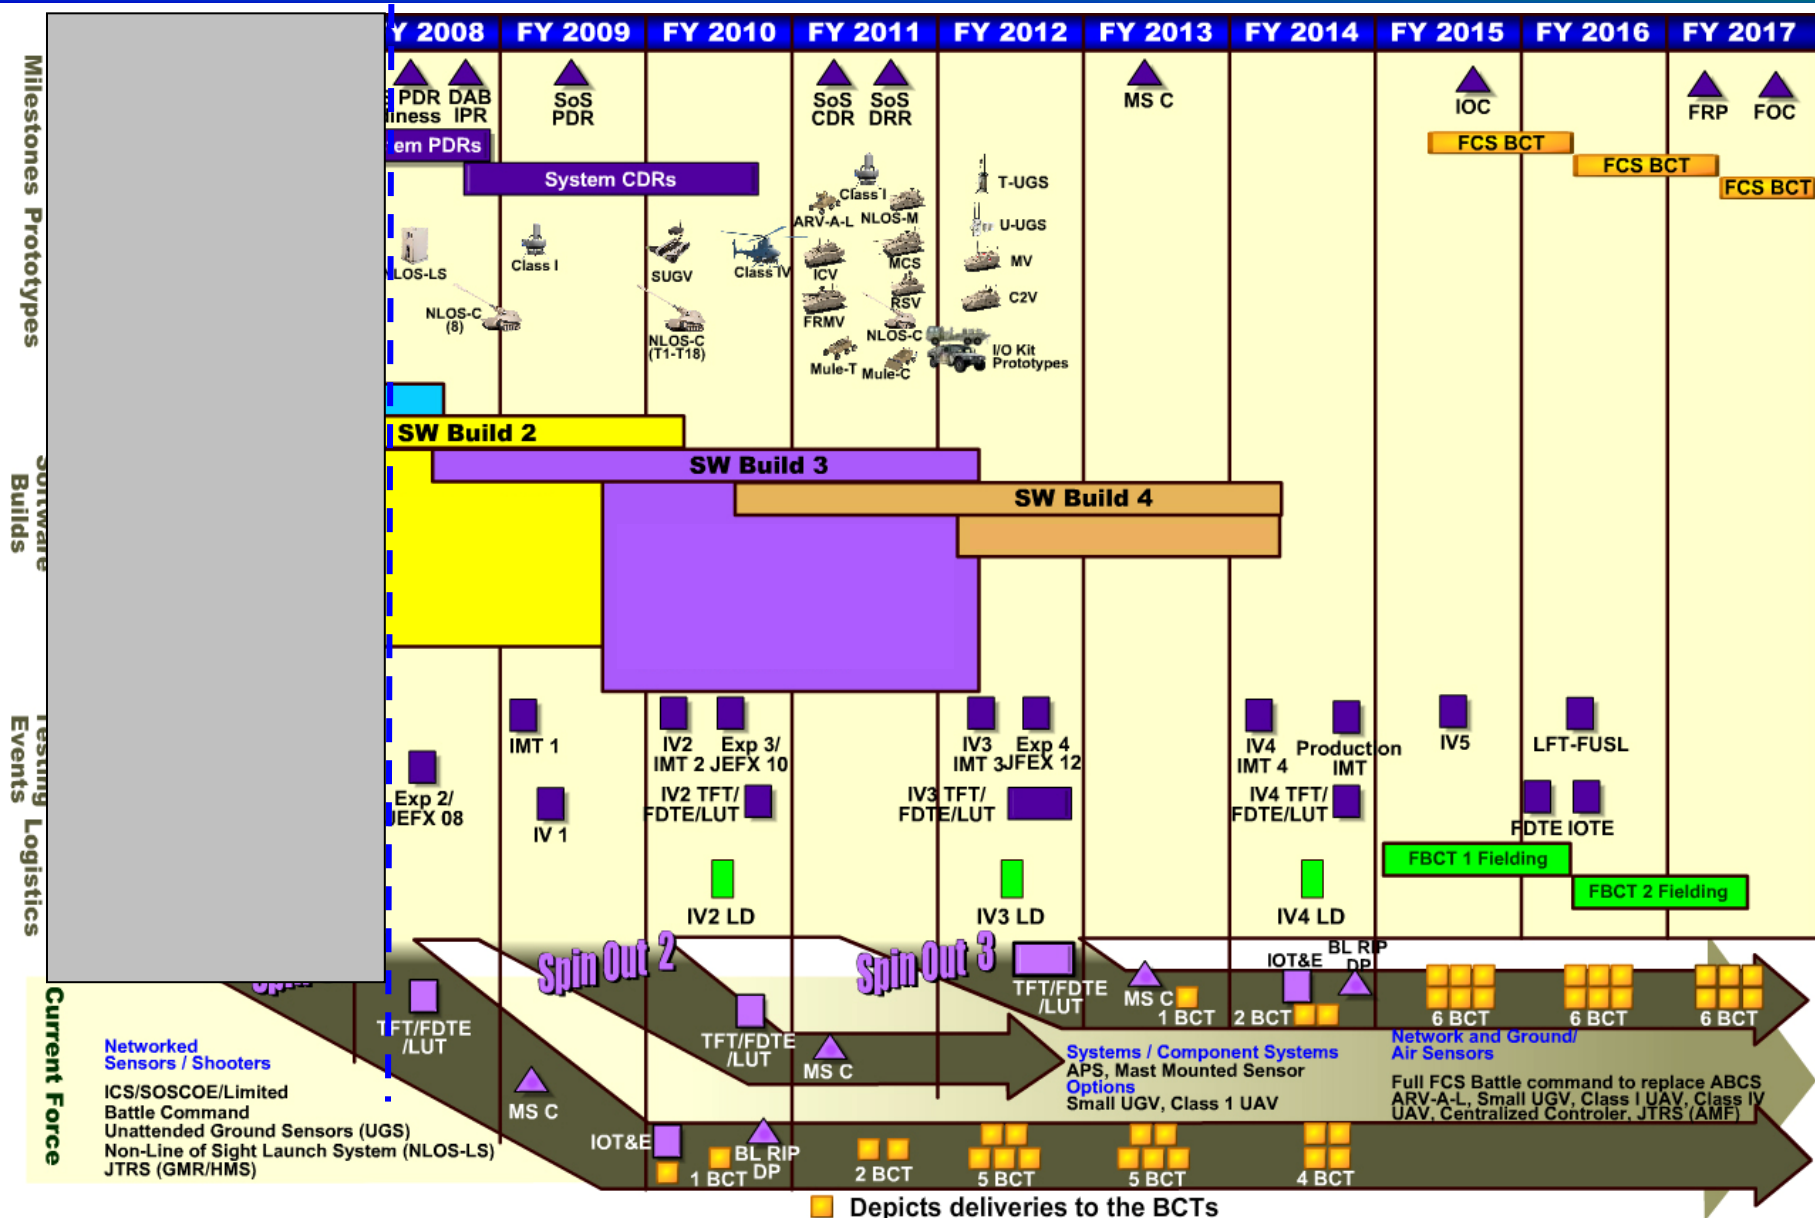 Y 2008
FY 2009
FY 2010
FY 2011
FY 2012
FY 2013
FY 2014
FY 2015
FY 2016
FY 2017
Milestones
PDR
iness
DAB
IPR
SoS
PDR
SoS
CDR
SoS
DRR
MS C
IOC
FRP
FOC
em PDRs
System CDRs
FCS BCT
FCS BCT
FCS BCT
Prototypes
NLOS-LS
NLOS-C
(8)
Class I
SUGV
NLOS-C
(T1-T18)
Class IV
Class I
ARV-A-L
NLOS-M
ICV
MCS
RSV
FRMV
NLOS-C
Mule-T
Mule-C
T-UGS
U-UGS
MV
C2V
I/O Kit
Prototypes
Software
Builds
SW Build 2
SW Build 3
SW Build 4
Testing
Events
IMT 1
IV2
IMT 2
Exp 3/
JEFX 10
IV3
IMT 3
Exp 4
JFEX 12
IV4
IMT 4
Production
IMT
IV5
LFT-FUSL
Exp 2/
JEFX 08
IV 1
IV2 TFT/
FDTE/LUT
IV3 TFT/
FDTE/LUT
IV4 TFT/
FDTE/LUT
FDTE
IOTE
Logistics
FBCT 1 Fielding
FBCT 2 Fielding
IV2 LD
IV3 LD
IV4 LD
Current Force
Spin Out 2
Spin Out 3
TFT/FDTE
/LUT
MS C
IOT&E
1 BCT
BL RIP
DP
2 BCT
5 BCT
5 BCT
4 BCT
TFT/FDTE
/LUT
MS C
TFT/FDTE
/LUT
MS C
1 BCT
IOT&E
2 BCT
BL RIP
DP
6 BCT
6 BCT
6 BCT
Networked
Sensors / Shooters
ICS/SOSCOE/Limited
Battle Command
Unattended Ground Sensors (UGS)
Non-Line of Sight Launch System (NLOS-LS)
JTRS (GMR/HMS)
Systems / Component Systems
APS, Mast Mounted Sensor
Options
Small UGV, Class 1 UAV
Network and Ground/
Air Sensors
Full FCS Battle command to replace ABCS
ARV-A-L, Small UGV, Class I UAV, Class IV
UAV, Centralized Controler, JTRS (AMF)
Depicts deliveries to the BCTs